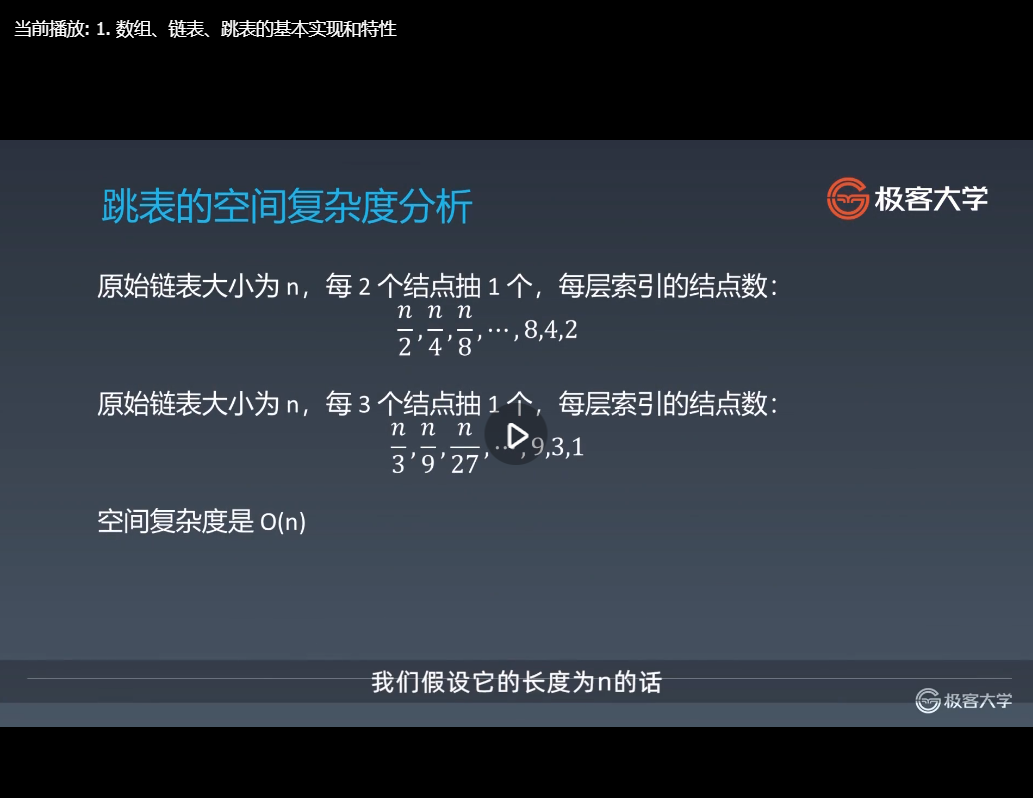 当前播放: 1. 数组、链表、跳表的基本实现和特性
跳表的空间复杂度分析
极客大学
原始链表大小为 n，每 2 个结点抽 1 个，每层索引的结点数：
n/2, n/4, n/8, ⋯, 8,4,2
原始链表大小为 n，每 3 个结点抽 1 个，每层索引的结点数：
n/3, n/9, n/27, ⋯, 9,3,1
空间复杂度是 O(n)
我们假设它的长度为n的话
极客大学